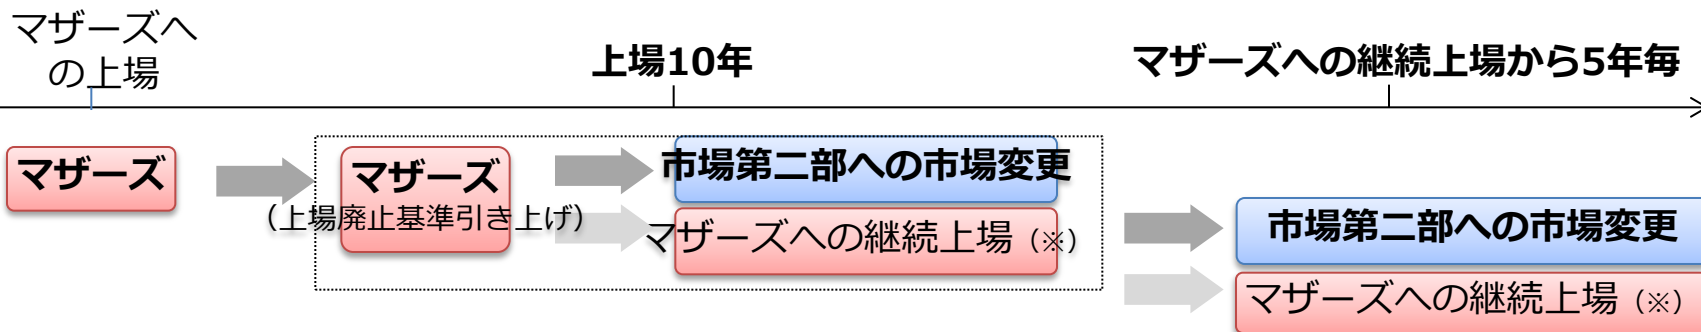 マザーズへ
の上場
上場10年
マザーズへの継続上場から5年毎
マザーズ
マザーズ
（上場廃止基準引き上げ）
市場第二部への市場変更
マザーズへの継続上場（※）
市場第二部への市場変更
マザーズへの継続上場（※）